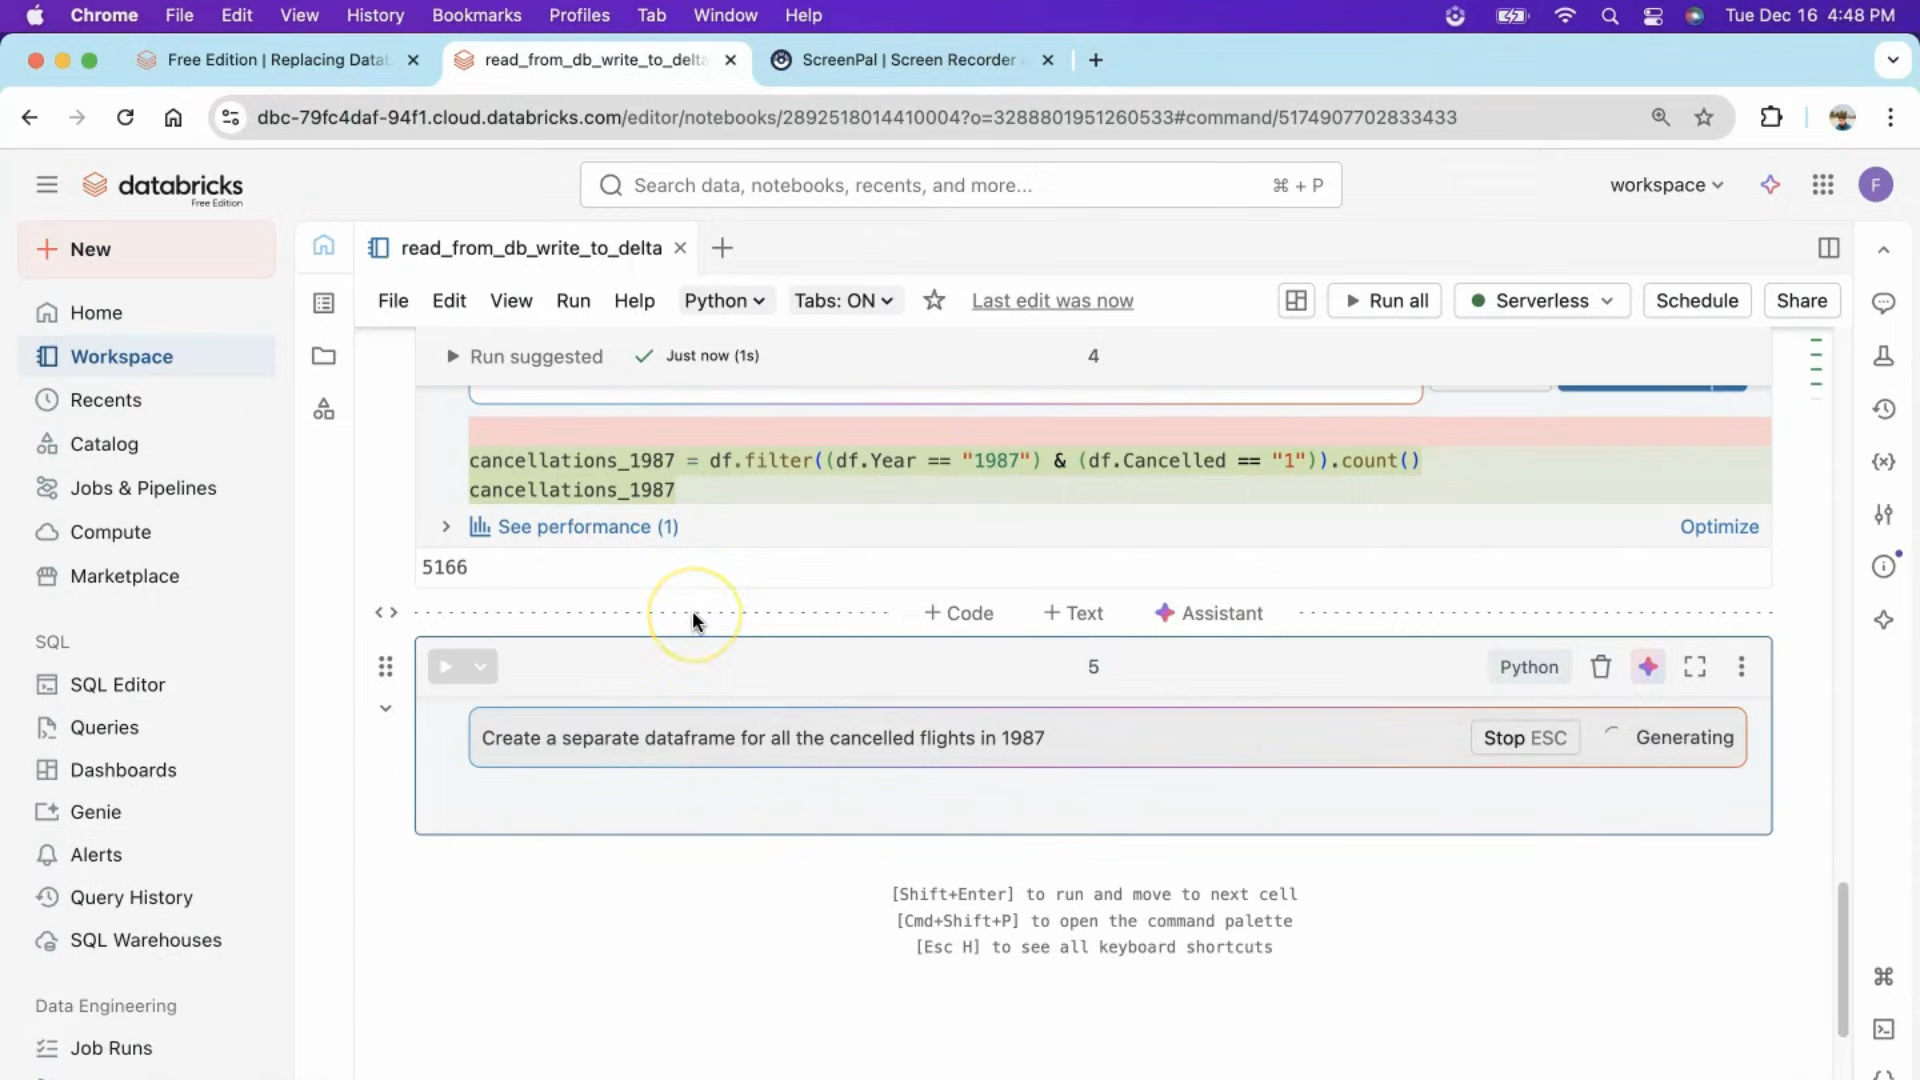 Chrome File Edit View History Bookmarks Profiles Tab Window Help Tue Dec 16 4:48 PM
Free Edition | Replacing Data read_from_db_write_to_delta ScreenPal | Screen Recorder
dbc-79fc4daf-94f1.cloud.databricks.com/editor/notebooks/2892518014410004?o=3288801951260533#command/5174907702833433
databricks
Free Edition
Search data, notebooks, recents, and more... ⌘ + P
workspace
F
New
Home
Workspace
Recents
Catalog
Jobs & Pipelines
Compute
Marketplace
SQL
SQL Editor
Queries
Dashboards
Genie
Alerts
Query History
SQL Warehouses
Data Engineering
Job Runs
read_from_db_write_to_delta
File Edit View Run Help Python Tabs: ON Last edit was now Run all Serverless Schedule Share
Run suggested Just now (1s) 4
cancellations_1987 = df.filter((df.Year == "1987") & (df.Cancelled == "1")).count()
cancellations_1987
See performance (1) Optimize
5166
+ Code + Text Assistant
5 Python
Create a separate dataframe for all the cancelled flights in 1987 Stop ESC Generating
[Shift+Enter] to run and move to next cell
[Cmd+Shift+P] to open the command palette
[Esc H] to see all keyboard shortcuts